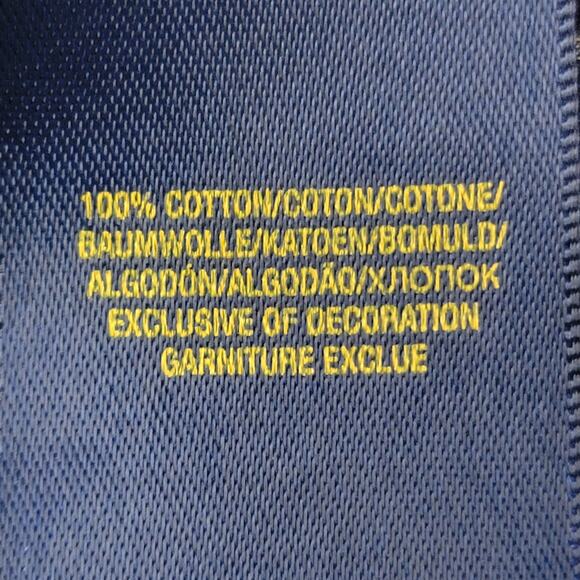 100% COTTON/COTON/COTONE/
BAUMWOLLE/KATOEN/BOMULD/
ALGODÓN/ALGODÃO/ХЛОПОК
EXCLUSIVE OF DECORATION
GARNITURE EXCLUE